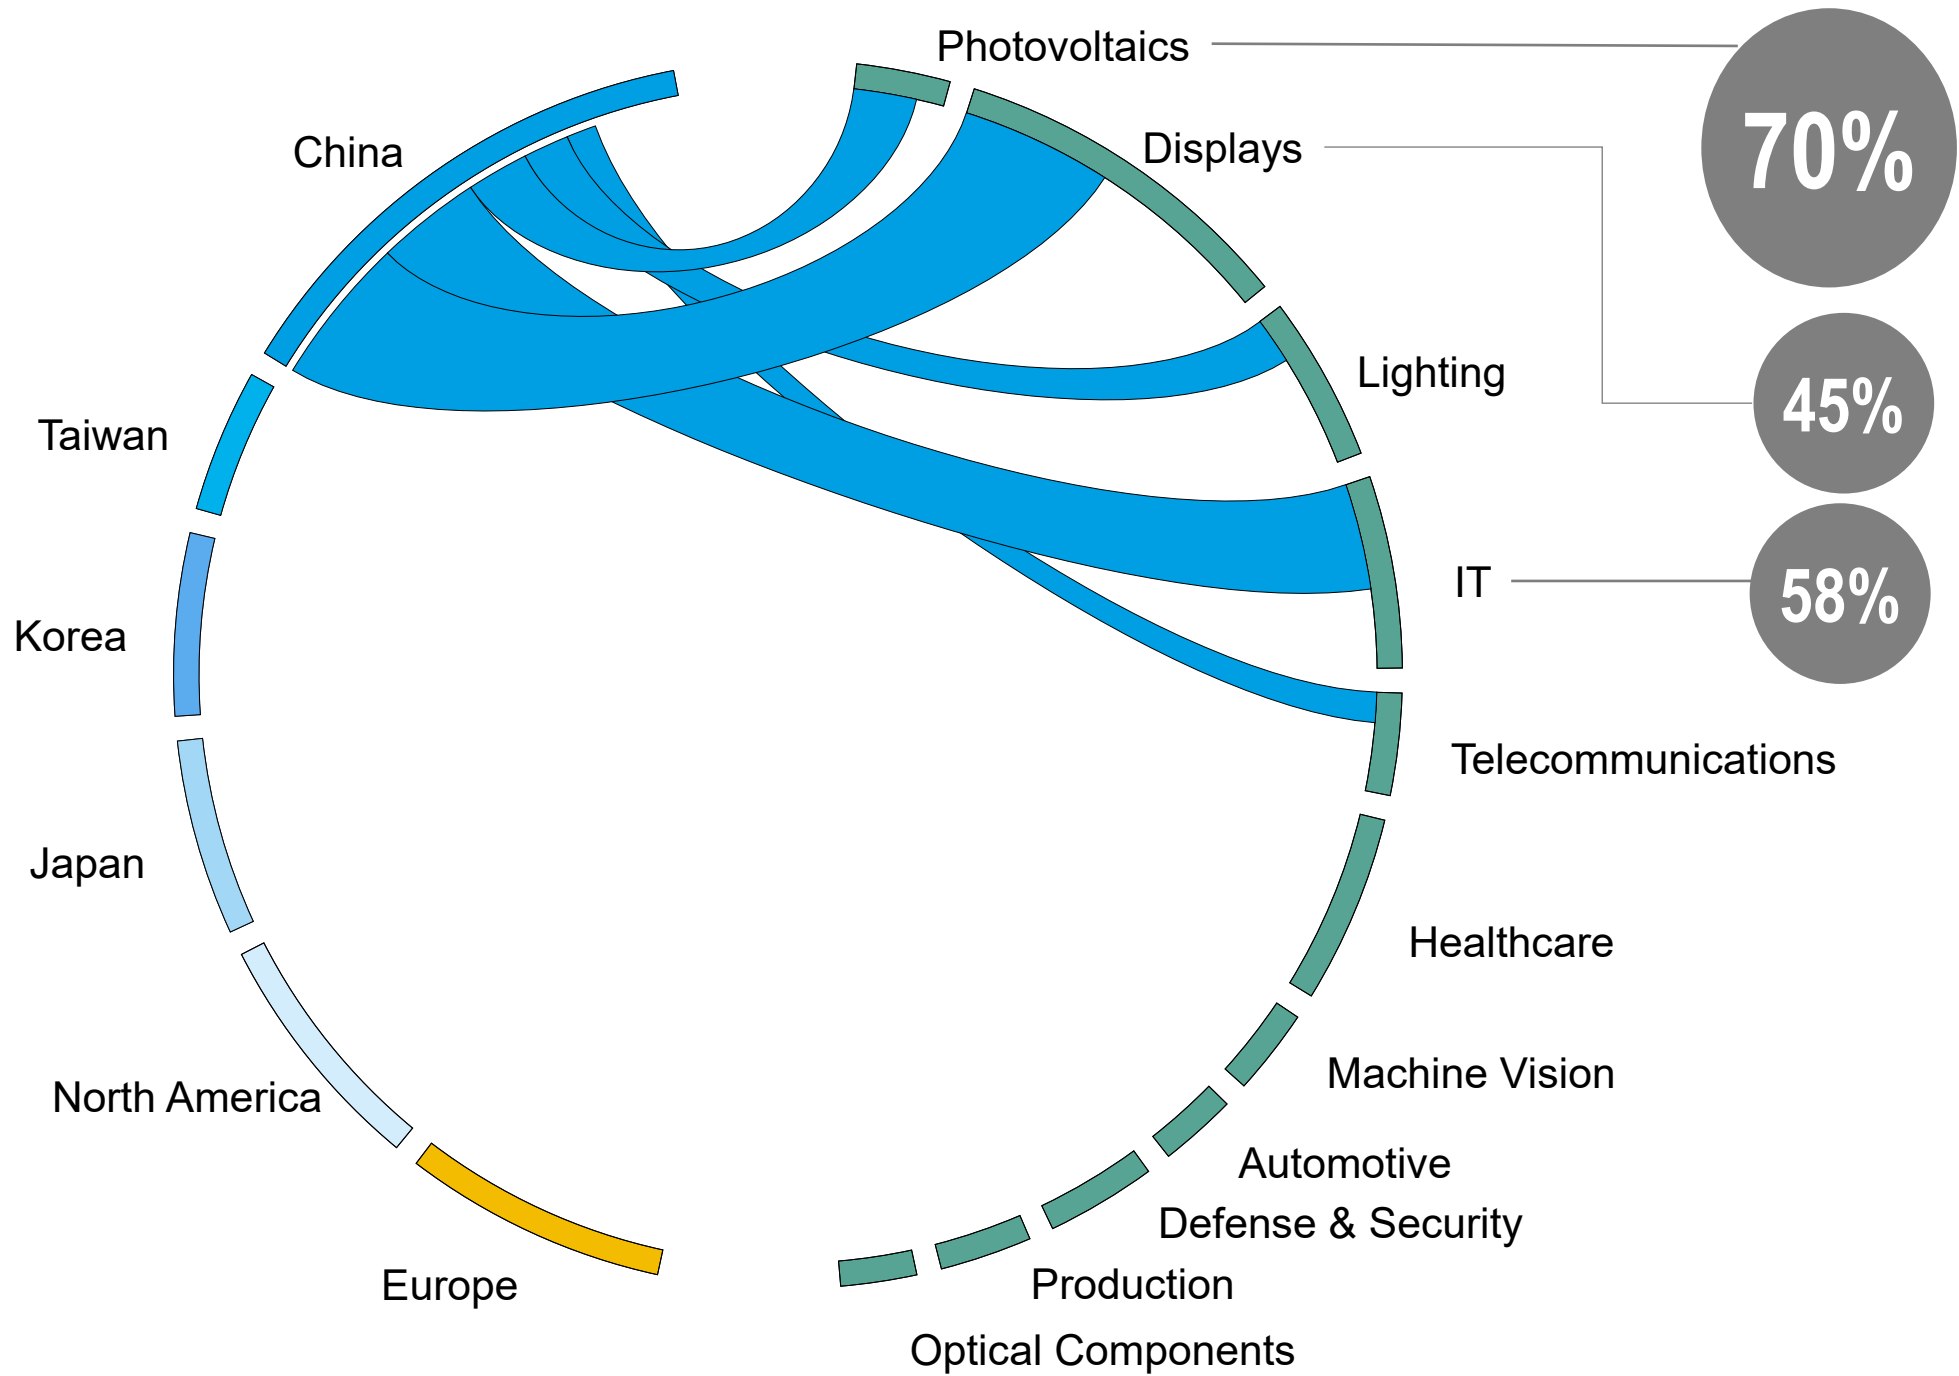 Photovoltaics
70%
China
Displays
Lighting
45%
Taiwan
IT
58%
Korea
Telecommunications
Japan
Healthcare
Machine Vision
North America
Automotive
Defense & Security
Europe
Production
Optical Components